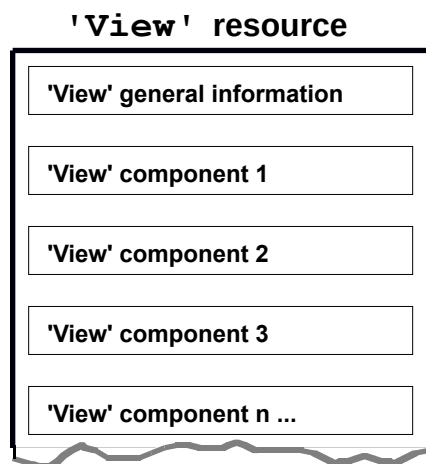 'View' resource
'View' general information
'View' component 1
'View' component 2
'View' component 3
'View' component n ...